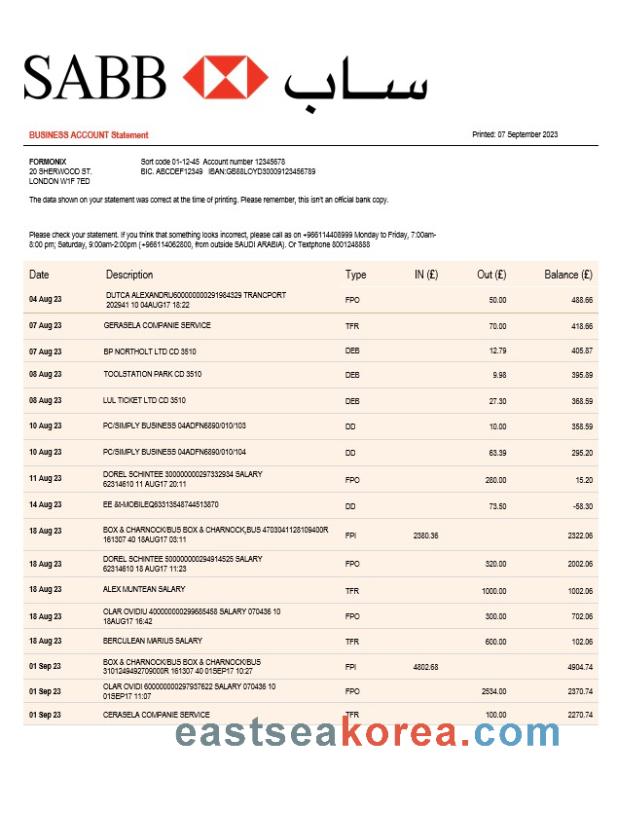 SABB ساب
BUSINESS ACCOUNT Statement Printed: 07 September 2023
FORMONIX Sort code 01-12-45 Account number 12345678
20 SHERWOOD ST. BIC. ABCDEF12349 IBAN:GB88LOYD30009123456789
LONDON W1F 7ED
The data shown on your statement was correct at the time of printing. Please remember, this isn't an official bank copy.
Please check your statement. If you think that something looks incorrect, please call as on +966114408999 Monday to Friday, 7:00am-
8:00 pm; Saturday, 9:00am-2:00pm (+966114062800, from outside SAUDI ARABIA). Or Textphone 8001248888
Date Description Type IN (£) Out (£) Balance (£)
04 Aug 23 DUTCA ALEXANDRU600000000291984329 TRANCPORT FPO 50.00 488.66
202941 10 04AUG17 18:22
07 Aug 23 GERASELA COMPANIE SERVICE TFR 70.00 418.66
07 Aug 23 BP NORTHOLT LTD CD 3510 DEB 12.79 405.87
08 Aug 23 TOOLSTATION PARK CD 3510 DEB 9.98 395.89
08 Aug 23 LUL TICKET LTD CD 3510 DEB 27.30 368.59
10 Aug 23 PC/SIMPLY BUSINESS 04ADFN6890/010/103 DD 10.00 358.59
10 Aug 23 PC/SIMPLY BUSINESS 04ADFN6890/010/104 DD 63.39 295.20
11 Aug 23 DOREL SCHINTEE 300000000297332934 SALARY FPO 280.00 15.20
62314610 11 AUG17 20:11
14 Aug 23 EE &t-MOBILEQ63313548744513870 DD 73.50 -58.30
18 Aug 23 BOX & CHARNOCK/BUS BOX & CHARNOCK,BUS 4703041128109400R FPI 2380.36 2322.06
161307 40 18AUG17 03:11
18 Aug 23 DOREL SCHINTEE 500000000294914525 SALARY FPO 320.00 2002.06
62314610 18 AUG17 11:23
18 Aug 23 ALEX MUNTEAN SALARY TFR 1000.00 1002.06
18 Aug 23 OLAR OVIDIU 400000000299685458 SALARY 070436 10 FPO 300.00 702.06
18AUG17 16:42
18 Aug 23 BERCULEAN MARIUS SALARY TFR 600.00 102.06
01 Sep 23 BOX & CHARNOCK/BUS BOX & CHARNOCK/BUS FPI 4802.68 4904.74
3101249492709000R 161307 40 01SEP17 10:27
01 Sep 23 OLAR OVIDI 600000000297937622 SALARY 070436 10 FPO 2534.00 2370.74
01SEP17 11:07
01 Sep 23 CERASELA COMPANIE SERVICE TFR 100.00 2270.74
eastseakorea.com